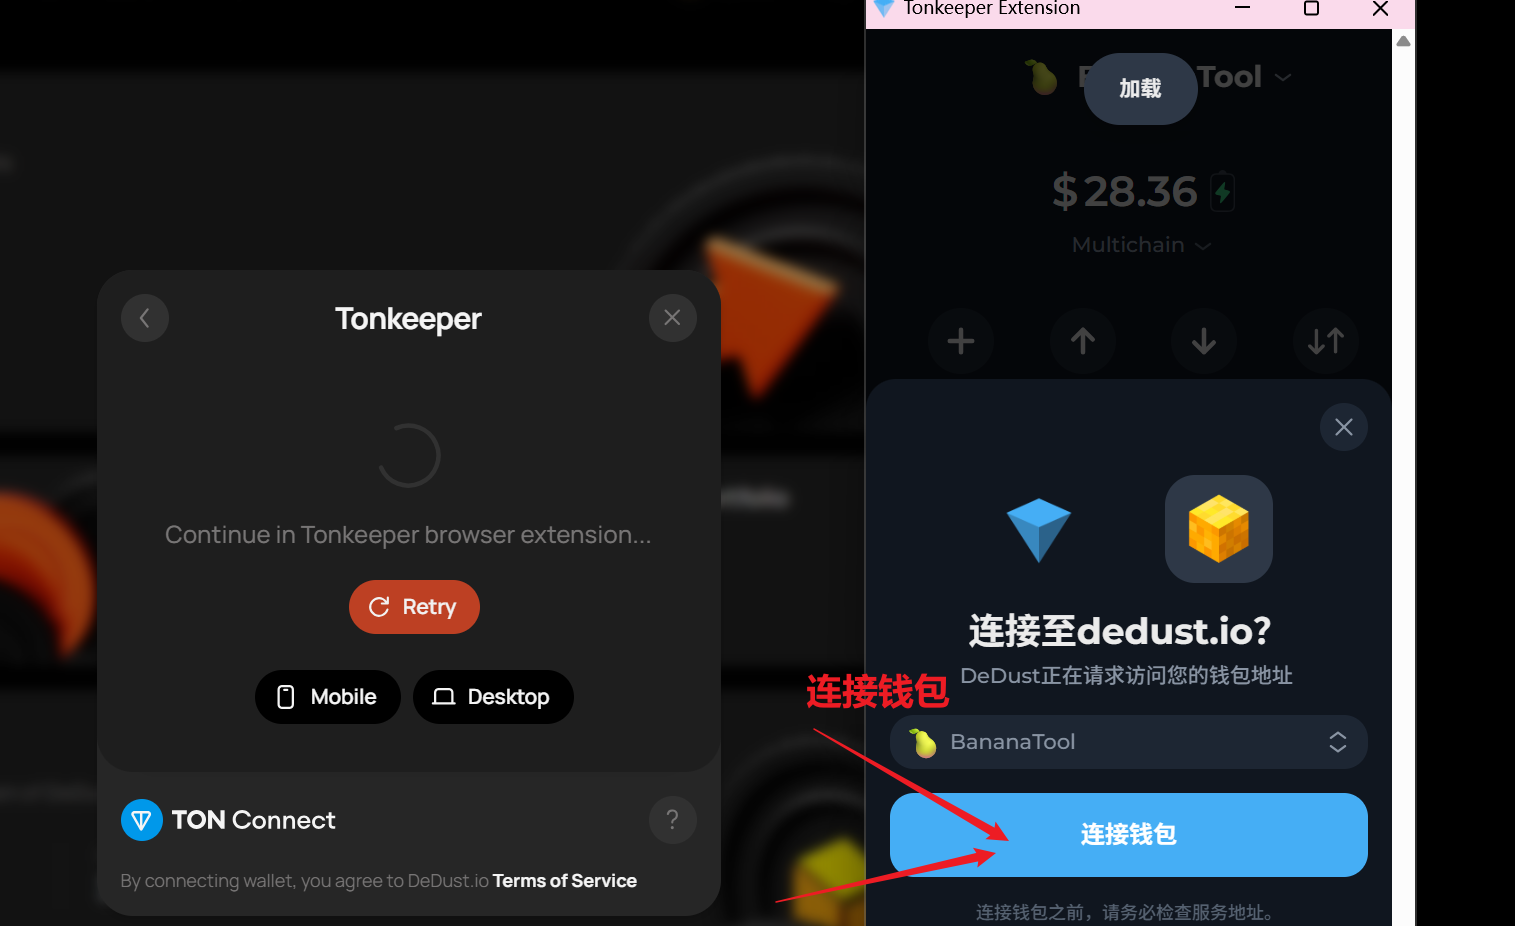 Tonkeeper
Continue in Tonkeeper browser extension...
Retry
Mobile
Desktop
TON Connect
?
By connecting wallet, you agree to DeDust.io Terms of Service
Tonkeeper Extension
Tool
加载
$28.36
Multichain
连接至dedust.io?
DeDust正在请求访问您的钱包地址
连接钱包
BananaTool
连接钱包
连接钱包之前，请务必检查服务地址。